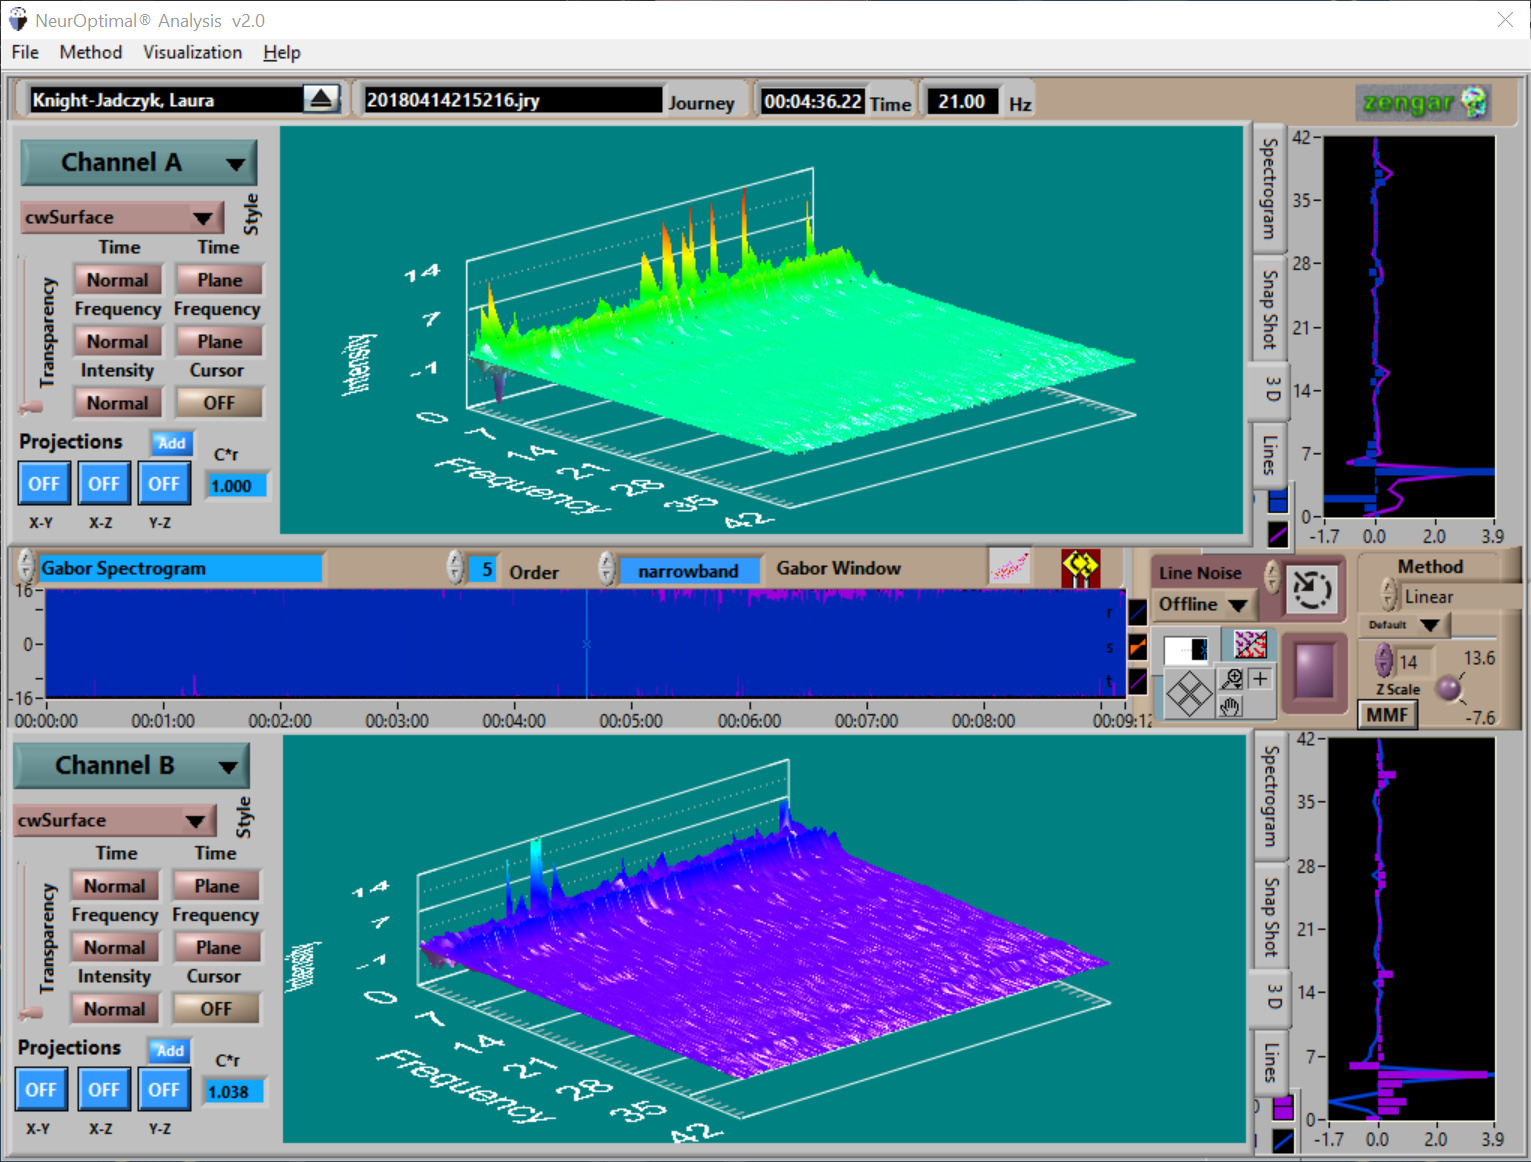 NeurOptimal® Analysis v2.0
File Method Visualization Help
Knight-Jadczyk, Laura 20180414215216.jry Journey 00:04:36.22 Time 21.00 Hz zengar
Channel A
cwSurface Style
Time Time
Normal Plane
Frequency Frequency
Normal Plane
Intensity Cursor
Normal OFF
Transparency
Projections Add C*r
OFF OFF OFF 1.000
X-Y X-Z Y-Z
14
7
-1
Intensity
0 7 14 21 28 35 42
Frequency
Spectrogram
Snap Shot
3 D
Lines
42
35
28
21
14
7
0
-1.7 0.0 2.0 3.9
Gabor Spectrogram 5 Order narrowband Gabor Window
16
0
-16
r
s
t
00:00:00 00:01:00 00:02:00 00:03:00 00:04:00 00:05:00 00:06:00 00:07:00 00:08:00 00:09:12
Line Noise
Offline
Method
Linear
Default
14 13.6
Z Scale
MMF -7.6
Channel B
cwSurface Style
Time Time
Normal Plane
Frequency Frequency
Normal Plane
Intensity Cursor
Normal OFF
Transparency
Projections Add C*r
OFF OFF OFF 1.038
X-Y X-Z Y-Z
14
7
-1
Intensity
0 7 14 21 28 35 42
Frequency
Spectrogram
Snap Shot
3 D
Lines
42
35
28
21
14
7
0
-1.7 0.0 2.0 3.9